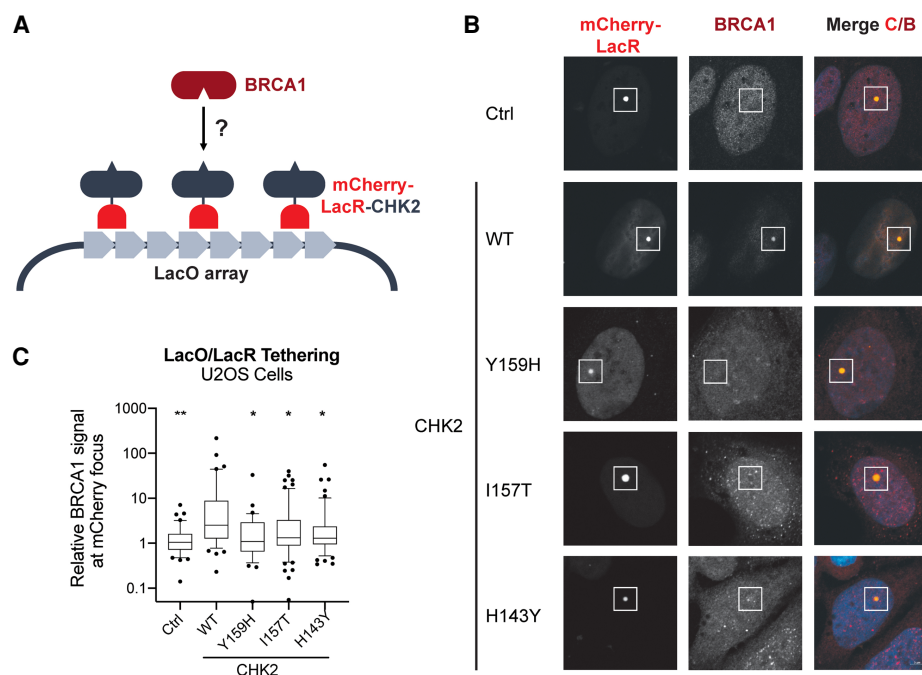 A
BRCA1
?
mCherry-
LacR-CHK2
LacO array
B
mCherry-
LacR
BRCA1
Merge C/B
Ctrl
WT
Y159H
CHK2
I157T
H143Y
C
LacO/LacR Tethering
U2OS Cells
Relative BRCA1 signal
at mCherry focus
1000
100
10
1
0.1
**
*
*
*
Ctrl
WT
Y159H
I157T
H143Y
CHK2